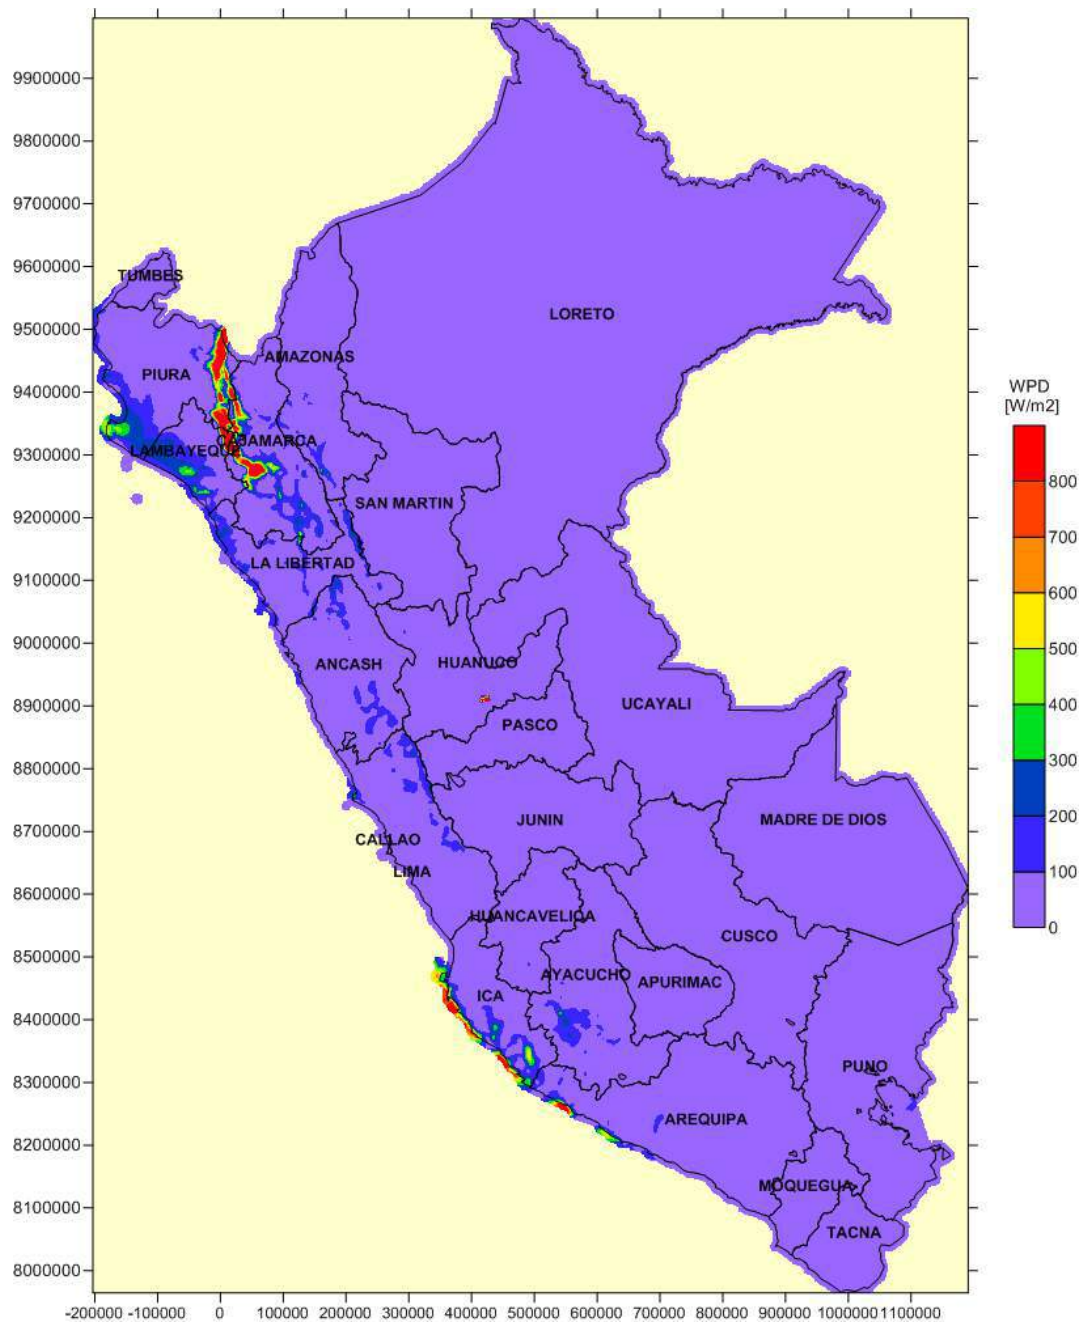 9900000
9800000
9700000
9600000
9500000
9400000
9300000
9200000
9100000
9000000
8900000
8800000
8700000
8600000
8500000
8400000
8300000
8200000
8100000
8000000
TUMBES
LORETO
AMAZONAS
PIURA
CAJAMARCA
LAMBAYEQUE
SAN MARTIN
LA LIBERTAD
ANCASH
HUANUCO
UCAYALI
PASCO
JUNIN
MADRE DE DIOS
CALLAO
LIMA
HUANCAVELICA
CUSCO
AYACUCHO
APURIMAC
ICA
PUNO
AREQUIPA
MOQUEGUA
TACNA
WPD
[W/m2]
800
700
600
500
400
300
200
100
0
-200000 -100000 0 100000 200000 300000 400000 500000 600000 700000 800000 900000 1000000 1100000